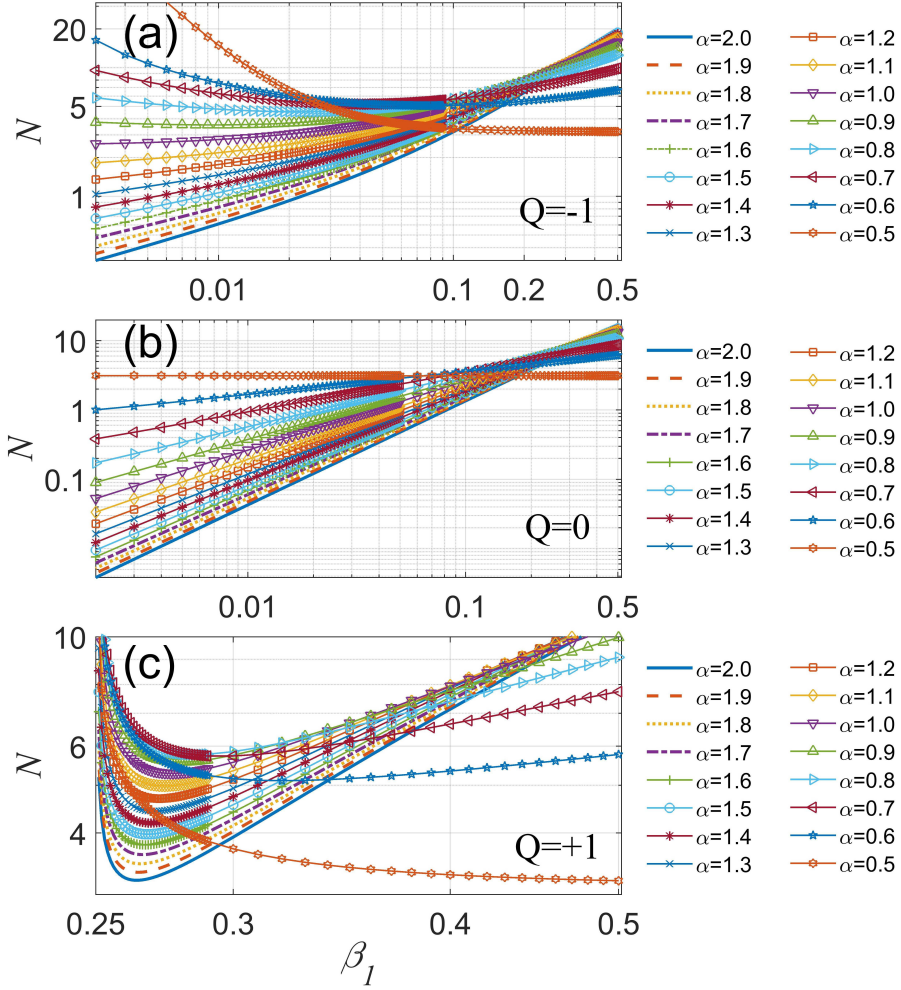 (a)
N
20
5
1
Q=-1
0.01 0.1 0.2 0.5
α=2.0 α=1.2
α=1.9 α=1.1
α=1.8 α=1.0
α=1.7 α=0.9
α=1.6 α=0.8
α=1.5 α=0.7
α=1.4 α=0.6
α=1.3 α=0.5
(b)
N
10
1
0.1
Q=0
0.01 0.1 0.5
α=2.0 α=1.2
α=1.9 α=1.1
α=1.8 α=1.0
α=1.7 α=0.9
α=1.6 α=0.8
α=1.5 α=0.7
α=1.4 α=0.6
α=1.3 α=0.5
(c)
N
10
6
4
Q=+1
0.25 0.3 0.4 0.5
β₁
α=2.0 α=1.2
α=1.9 α=1.1
α=1.8 α=1.0
α=1.7 α=0.9
α=1.6 α=0.8
α=1.5 α=0.7
α=1.4 α=0.6
α=1.3 α=0.5